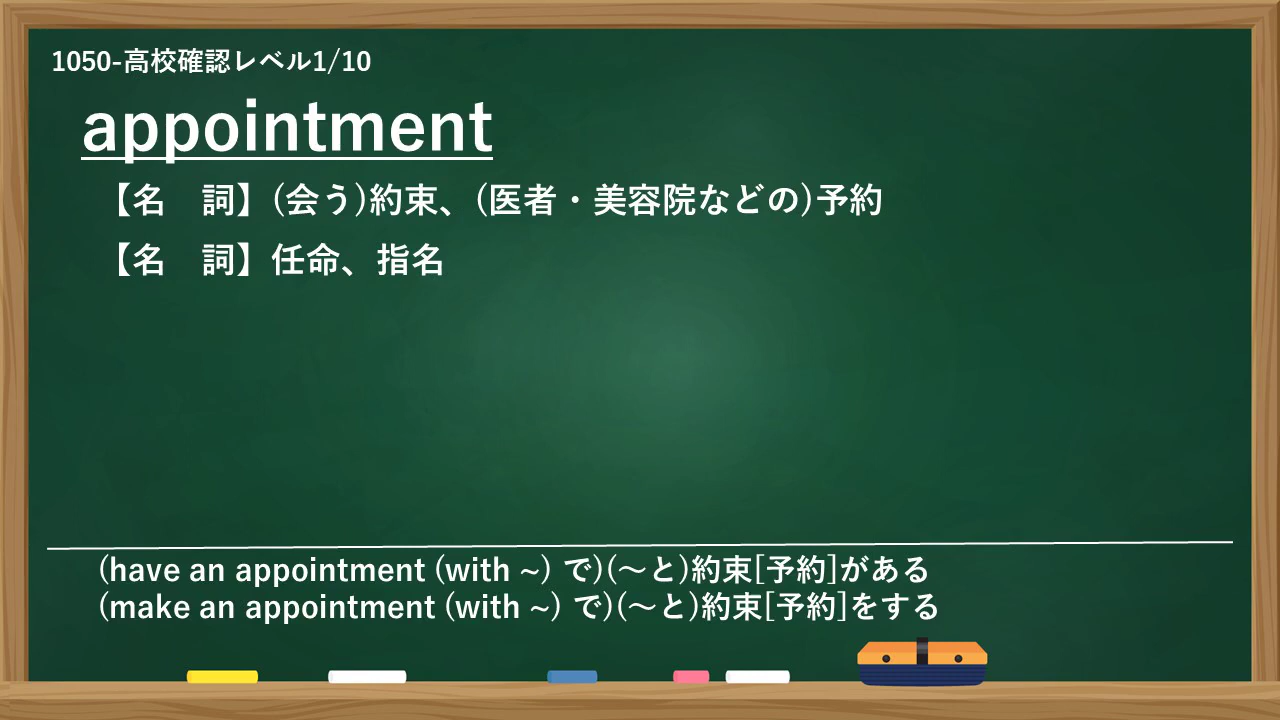 1050-高校確認レベル1/10
appointment
【名　詞】(会う)約束、(医者・美容院などの)予約
【名　詞】任命、指名
(have an appointment (with ~) で)(〜と)約束[予約]がある
(make an appointment (with ~) で)(〜と)約束[予約]をする